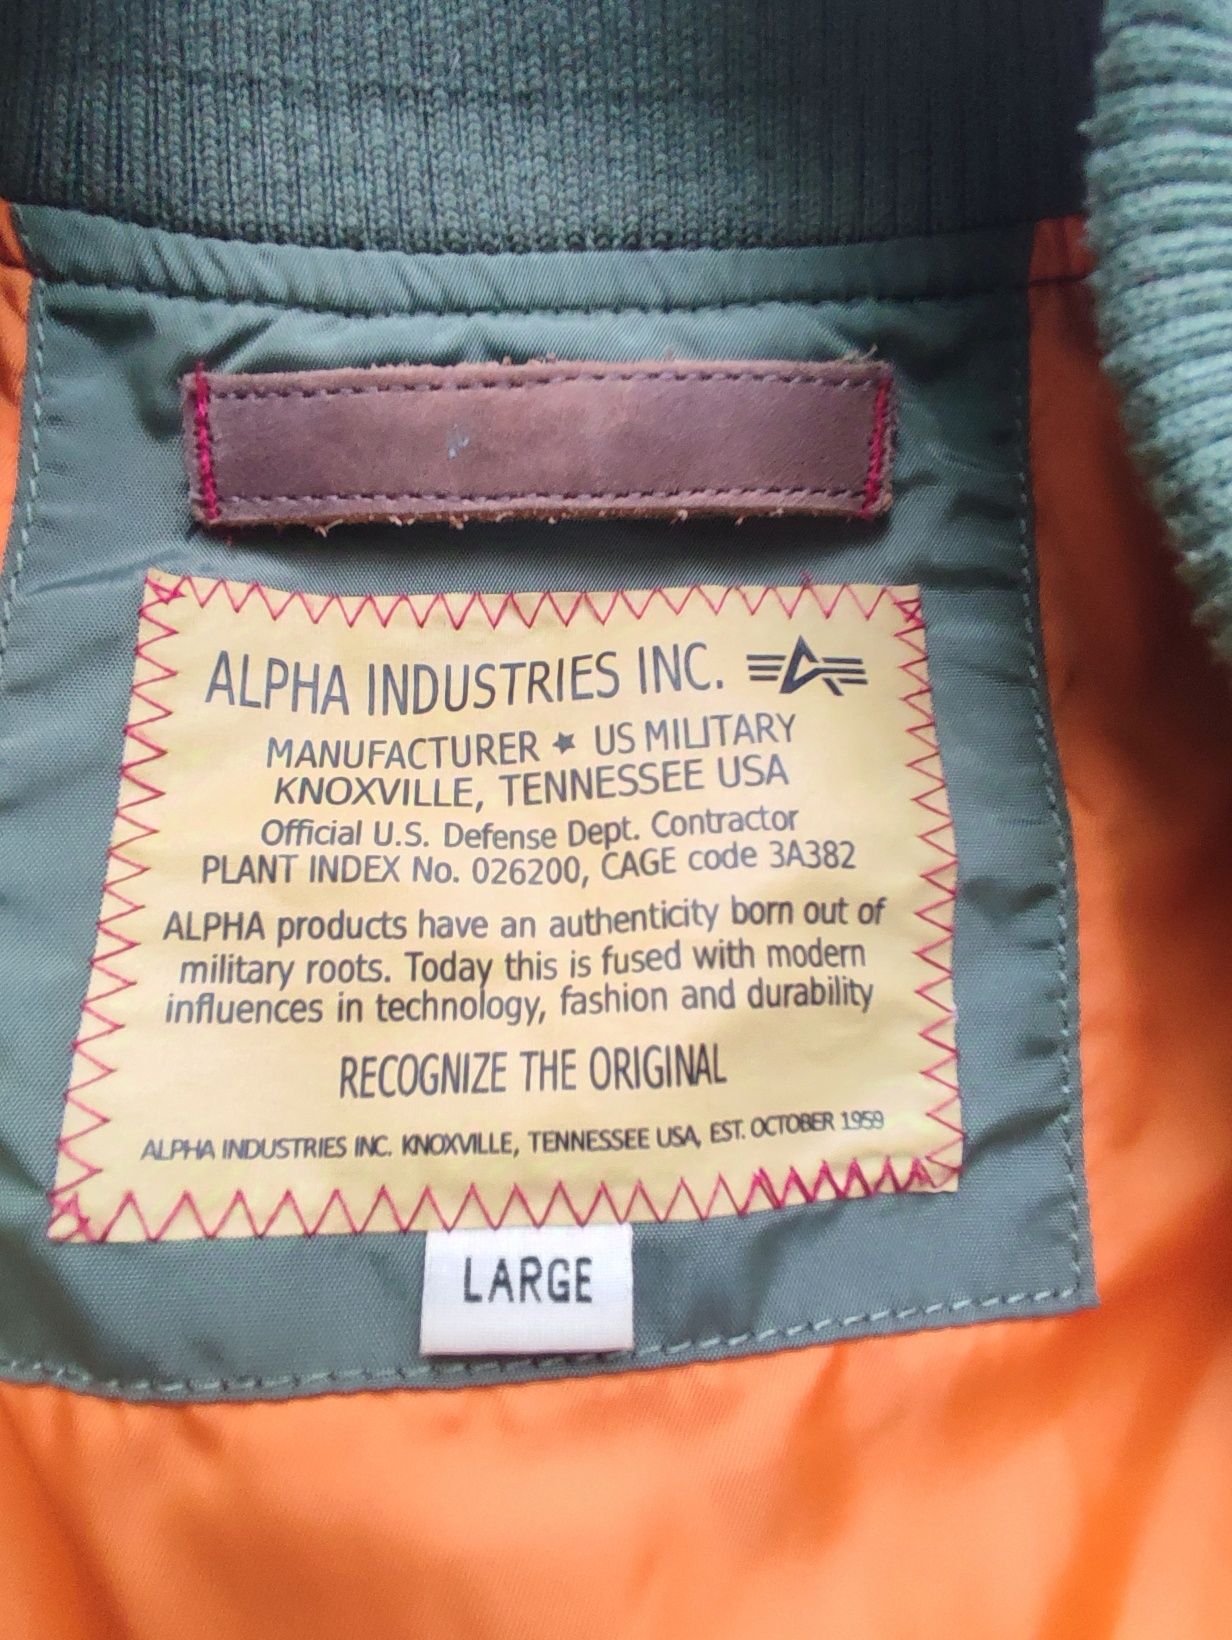 ALPHA INDUSTRIES INC.
MANUFACTURER ★ US MILITARY
KNOXVILLE, TENNESSEE USA
Official U.S. Defense Dept. Contractor
PLANT INDEX No. 026200, CAGE code 3A382
ALPHA products have an authenticity born out of
military roots. Today this is fused with modern
influences in technology, fashion and durability
RECOGNIZE THE ORIGINAL
ALPHA INDUSTRIES INC. KNOXVILLE, TENNESSEE USA, EST. OCTOBER 1959
LARGE